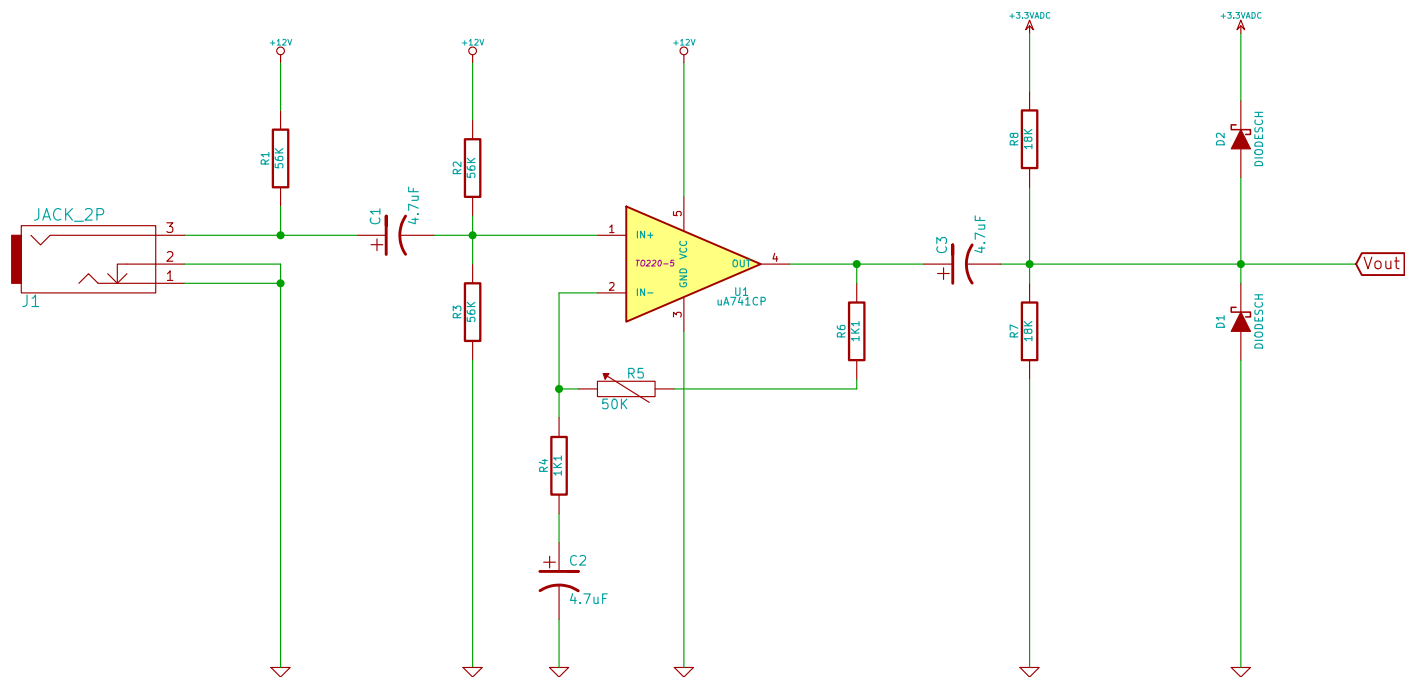 +3.3VADC
+3.3VADC
+12V
+12V
+12V
R1
56K
R2
56K
R8
18K
D2
DIODESCH
JACK_2P
3
2
1
J1
C1
4.7uF
+
1
IN+
5
VCC
TO220-5
OUT
4
GND
2
IN-
3
U1
uA741CP
C3
4.7uF
+
Vout
R3
56K
R6
1K1
R7
18K
D1
DIODESCH
R5
50K
R4
1K1
+
C2
4.7uF